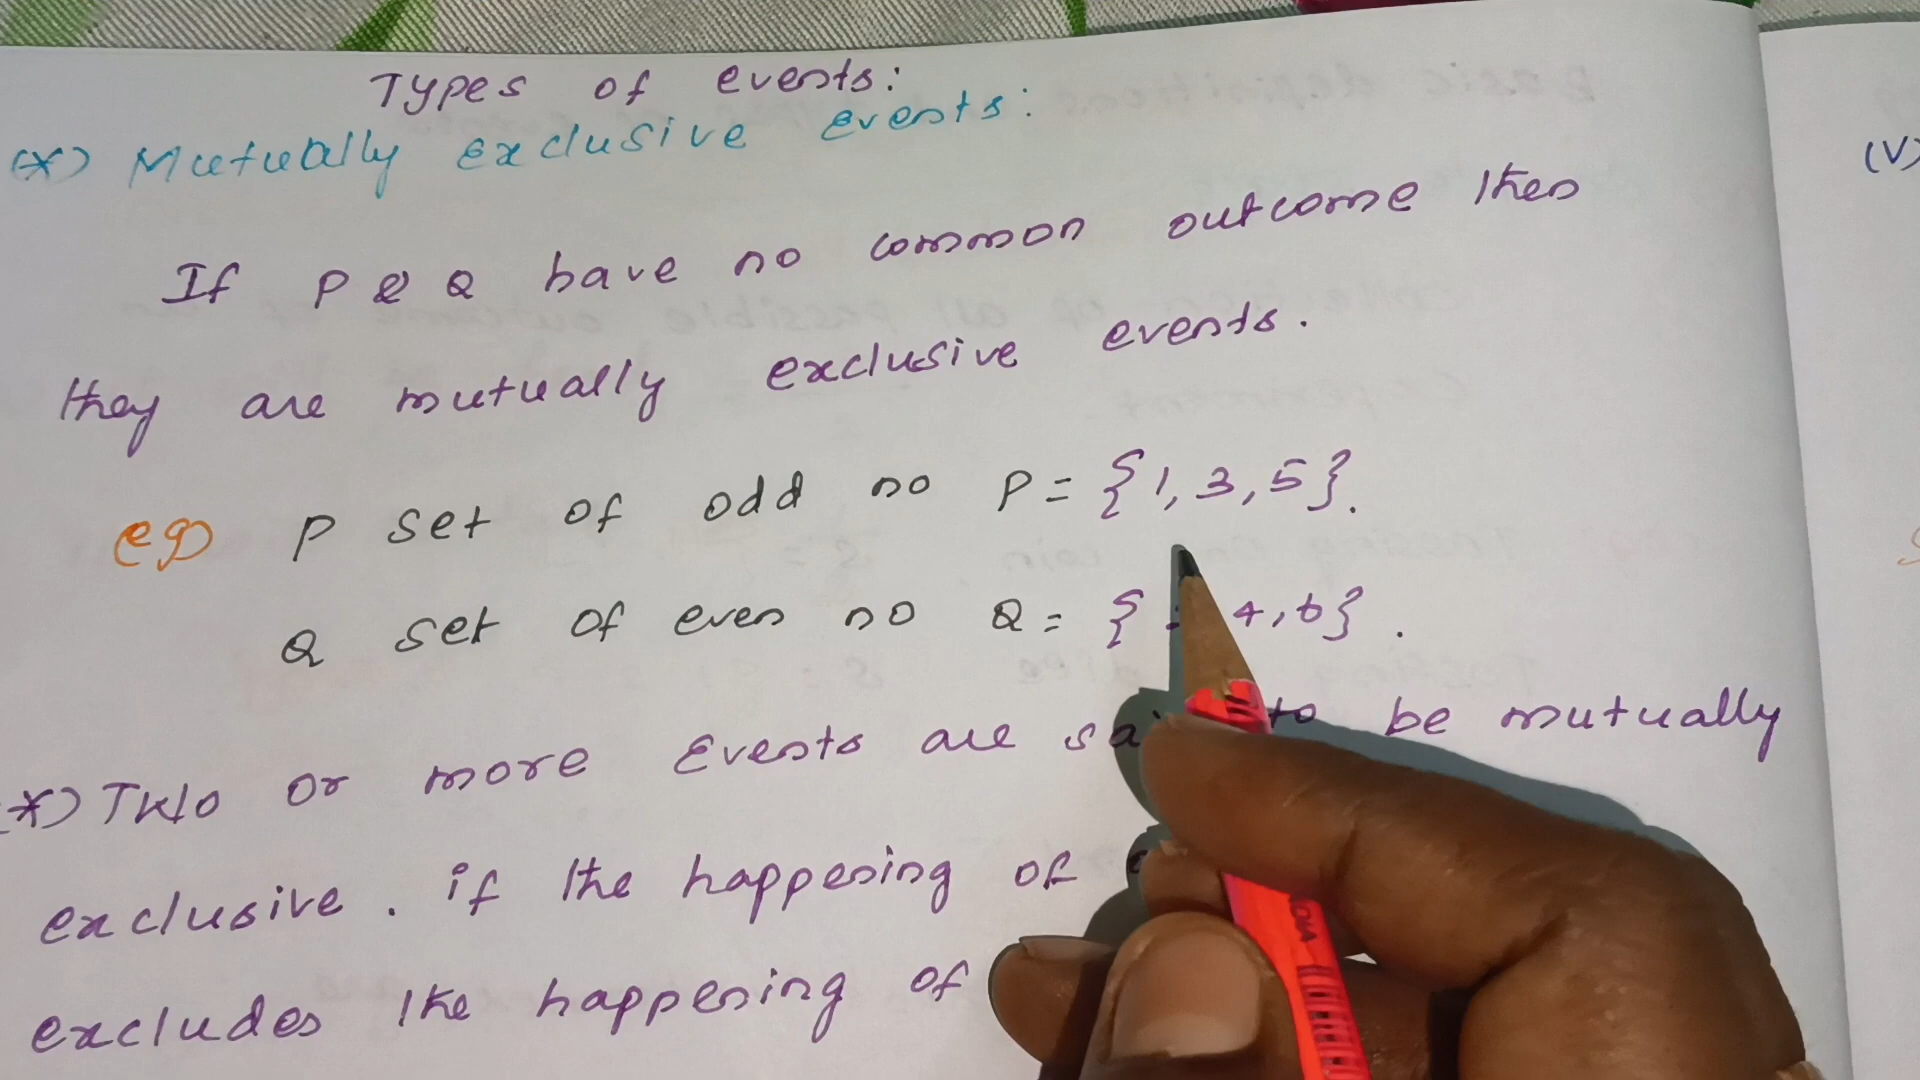 Types of events:
(*) Mutually exclusive events:
If P & Q have no common outcome then
they are mutually exclusive events.
eg) P set of odd no P = {1, 3, 5}.
Q set of even no Q = { 4, 6} .
*) Two or more Events are to be mutually
exclusive. if the happening of
excludes the happening of
(V)